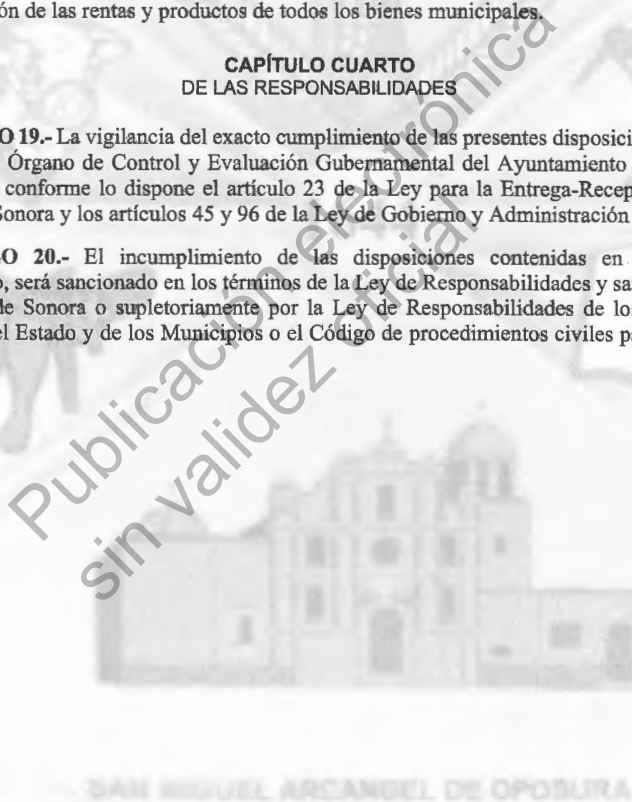 ón de las rentas y productos de todos los bienes municipales.
CAPÍTULO CUARTO
DE LAS RESPONSABILIDADES
O 19.- La vigilancia del exacto cumplimiento de las presentes disposici
Órgano de Control y Evaluación Gubernamental del Ayuntamiento
conforme lo dispone el artículo 23 de la Ley para la Entrega-Recep
Sonora y los artículos 45 y 96 de la Ley de Gobierno y Administración
O 20.- El incumplimiento de las disposiciones contenidas en
o, será sancionado en los términos de la Ley de Responsabilidades y sa
de Sonora o supletoriamente por la Ley de Responsabilidades de lo
el Estado y de los Municipios o el Código de procedimientos civiles p
Publicación electrónica
sin validez oficial
SAN MIGUEL ARCANGEL DE OPOSURA